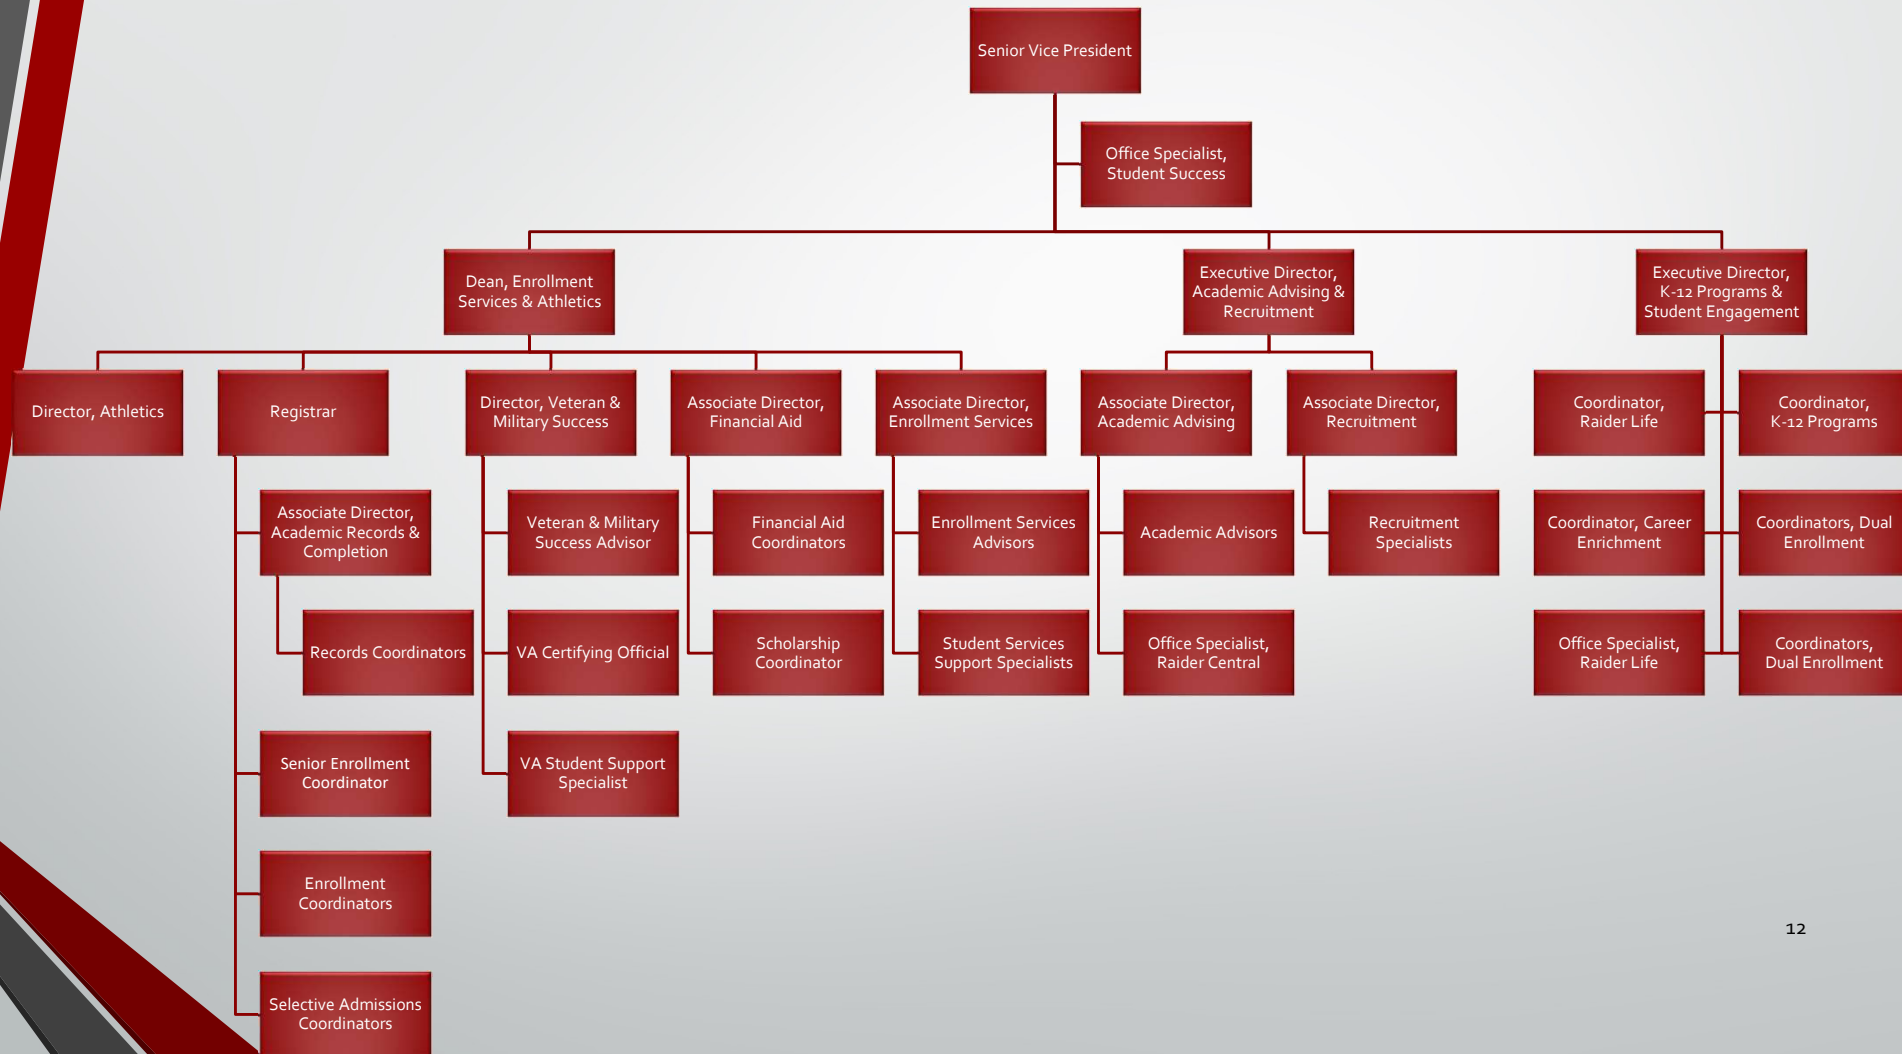 Senior Vice President
Office Specialist,
Student Success
Dean, Enrollment
Services & Athletics
Executive Director,
Academic Advising &
Recruitment
Executive Director,
K-12 Programs &
Student Engagement
Director, Athletics
Registrar
Director, Veteran &
Military Success
Associate Director,
Financial Aid
Associate Director,
Enrollment Services
Associate Director,
Academic Advising
Associate Director,
Recruitment
Coordinator,
Raider Life
Coordinator,
K-12 Programs
Associate Director,
Academic Records &
Completion
Veteran & Military
Success Advisor
Financial Aid
Coordinators
Enrollment Services
Advisors
Academic Advisors
Recruitment
Specialists
Coordinator, Career
Enrichment
Coordinators, Dual
Enrollment
Records Coordinators
VA Certifying Official
Scholarship
Coordinator
Student Services
Support Specialists
Office Specialist,
Raider Central
Office Specialist,
Raider Life
Coordinators,
Dual Enrollment
Senior Enrollment
Coordinator
VA Student Support
Specialist
Enrollment
Coordinators
12
Selective Admissions
Coordinators